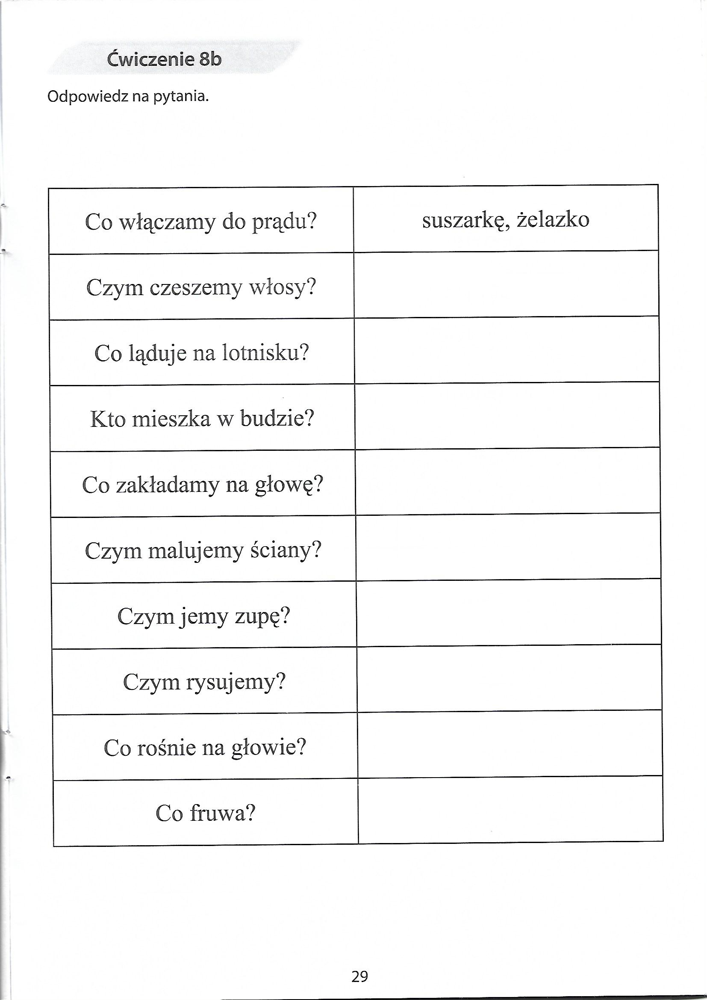 Ćwiczenie 8b
Odpowiedz na pytania.
Co włączamy do prądu? suszarkę, żelazko
Czym czeszemy włosy?
Co ląduje na lotnisku?
Kto mieszka w budzie?
Co zakładamy na głowę?
Czym malujemy ściany?
Czym jemy zupę?
Czym rysujemy?
Co rośnie na głowie?
Co fruwa?
29